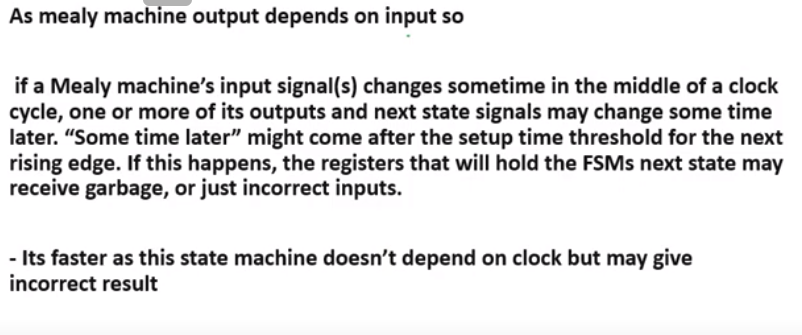 As mealy machine output depends on input so
if a Mealy machine's input signal(s) changes sometime in the middle of a clock
cycle, one or more of its outputs and next state signals may change some time
later. “Some time later” might come after the setup time threshold for the next
rising edge. If this happens, the registers that will hold the FSMs next state may
receive garbage, or just incorrect inputs.
- Its faster as this state machine doesn't depend on clock but may give
incorrect result